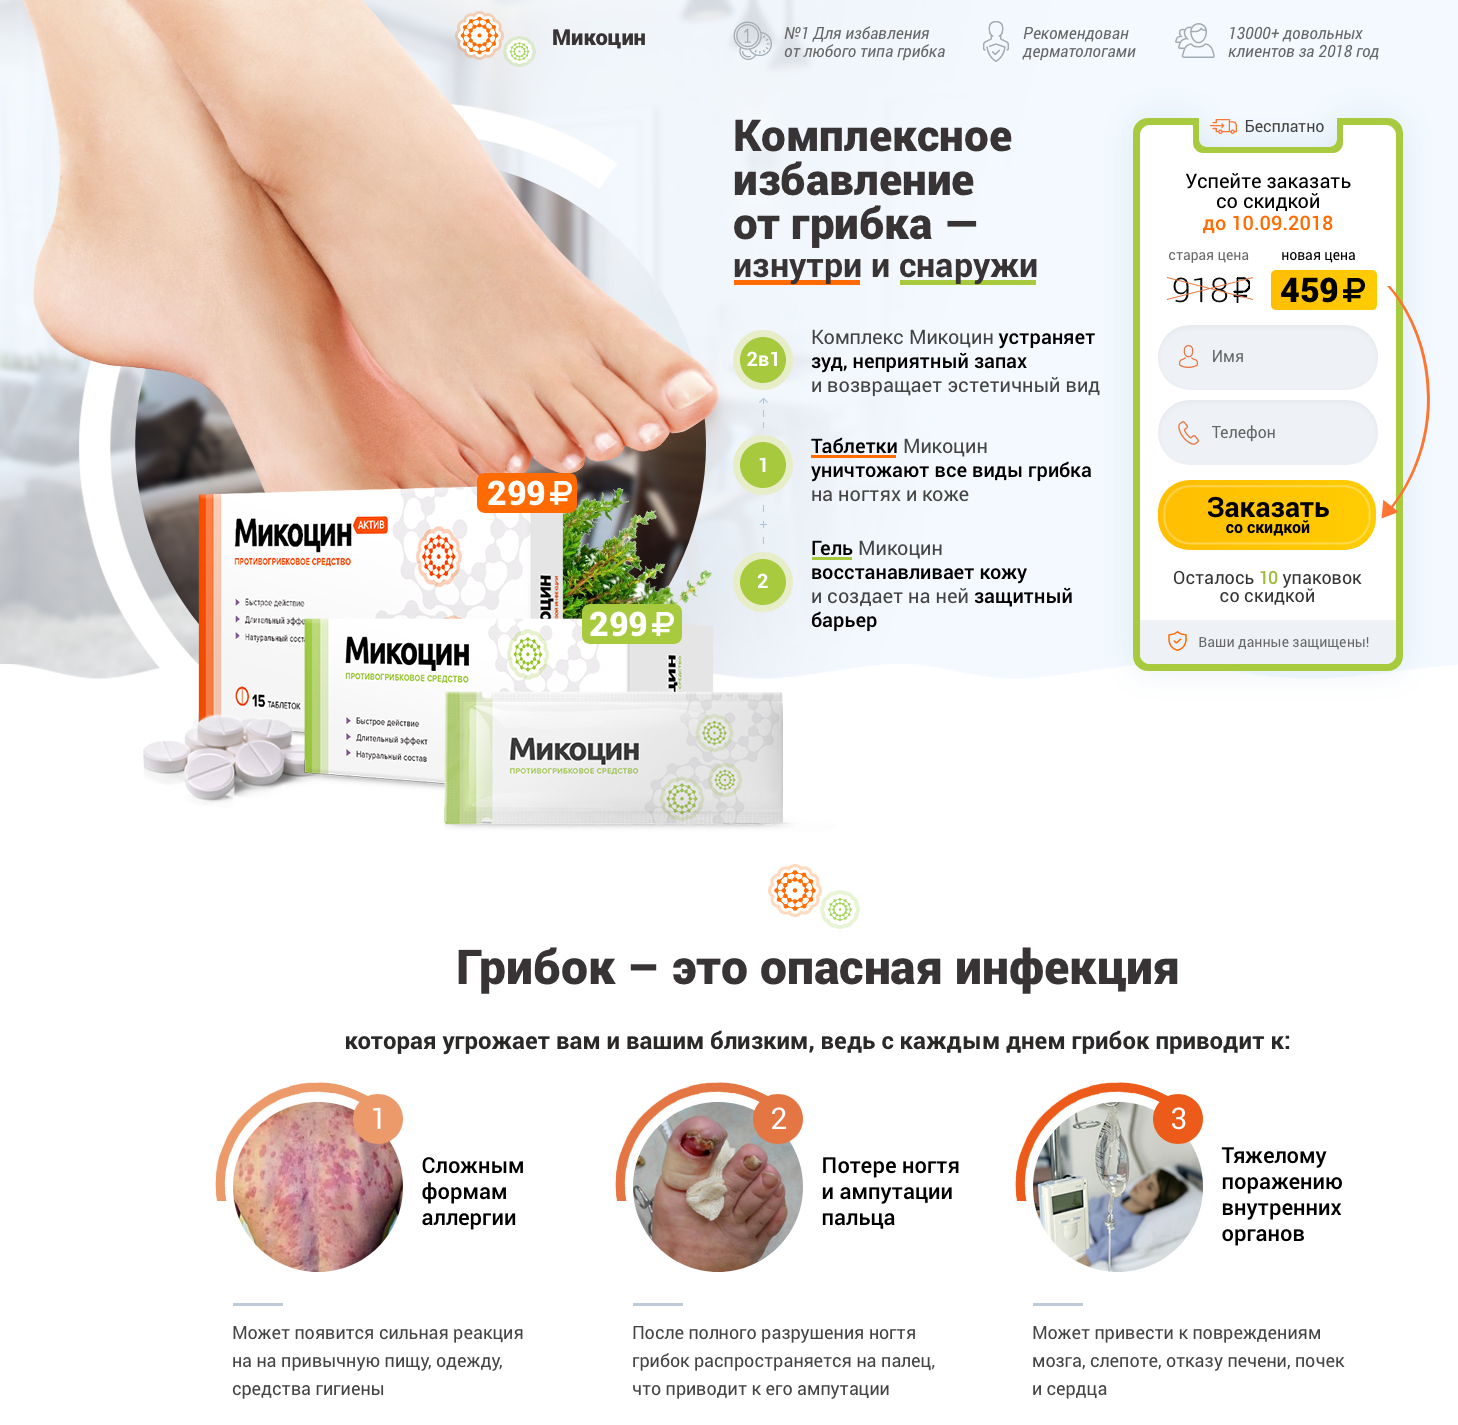 Микоцин
№1 Для избавления
от любого типа грибка
Рекомендован
дерматологами
13000+ довольных
клиентов за 2018 год
Комплексное
избавление
от грибка —
изнутри и снаружи
2в1
Комплекс Микоцин устраняет
зуд, неприятный запах
и возвращает эстетичный вид
1
Таблетки Микоцин
уничтожают все виды грибка
на ногтях и коже
+
2
Гель Микоцин
восстанавливает кожу
и создает на ней защитный
барьер
Бесплатно
Успейте заказать
со скидкой
до 10.09.2018
старая цена
новая цена
918₽
459₽
Имя
Телефон
Заказать
со скидкой
Осталось 10 упаковок
со скидкой
Ваши данные защищены!
299₽
Микоцин
АКТИВ
ПРОТИВОГРИБКОВОЕ СРЕДСТВО
Быстрое действие
Длительный
Натуральный
15 ТАБЛЕТОК
299₽
Микоцин
ПРОТИВОГРИБКОВОЕ СРЕДСТВО
Быстрое действие
Длительный эффект
Натуральный состав
Микоцин
ПРОТИВОГРИБКОВОЕ СРЕДСТВО
Грибок – это опасная инфекция
которая угрожает вам и вашим близким, ведь с каждым днем грибок приводит к:
1
Сложным
формам
аллергии
Может появится сильная реакция
на на привычную пищу, одежду,
средства гигиены
2
Потере ногтя
и ампутации
пальца
После полного разрушения ногтя
грибок распространяется на палец,
что приводит к его ампутации
3
Тяжелому
поражению
внутренних
органов
Может привести к повреждениям
мозга, слепоте, отказу печени, почек
и сердца